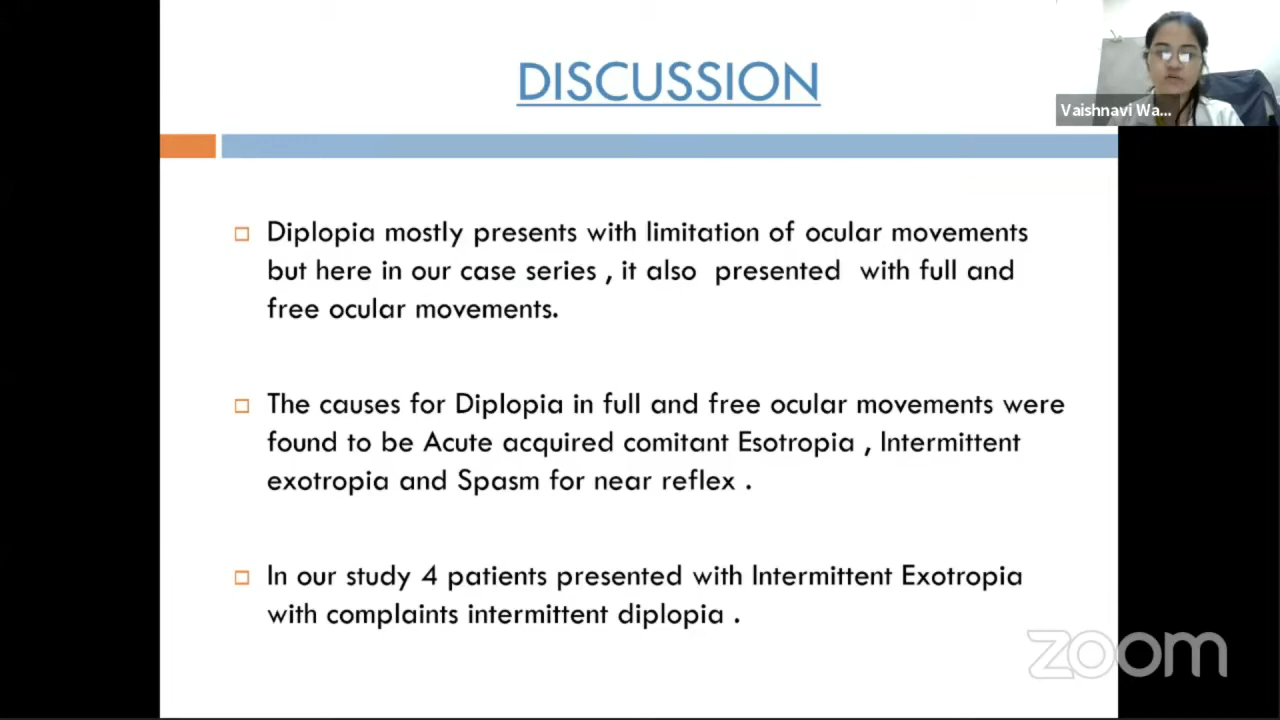 DISCUSSION
Vaishnavi Wa...
Diplopia mostly presents with limitation of ocular movements
but here in our case series , it also presented with full and
free ocular movements.
The causes for Diplopia in full and free ocular movements were
found to be Acute acquired comitant Esotropia , Intermittent
exotropia and Spasm for near reflex .
In our study 4 patients presented with Intermittent Exotropia
with complaints intermittent diplopia .
zoom